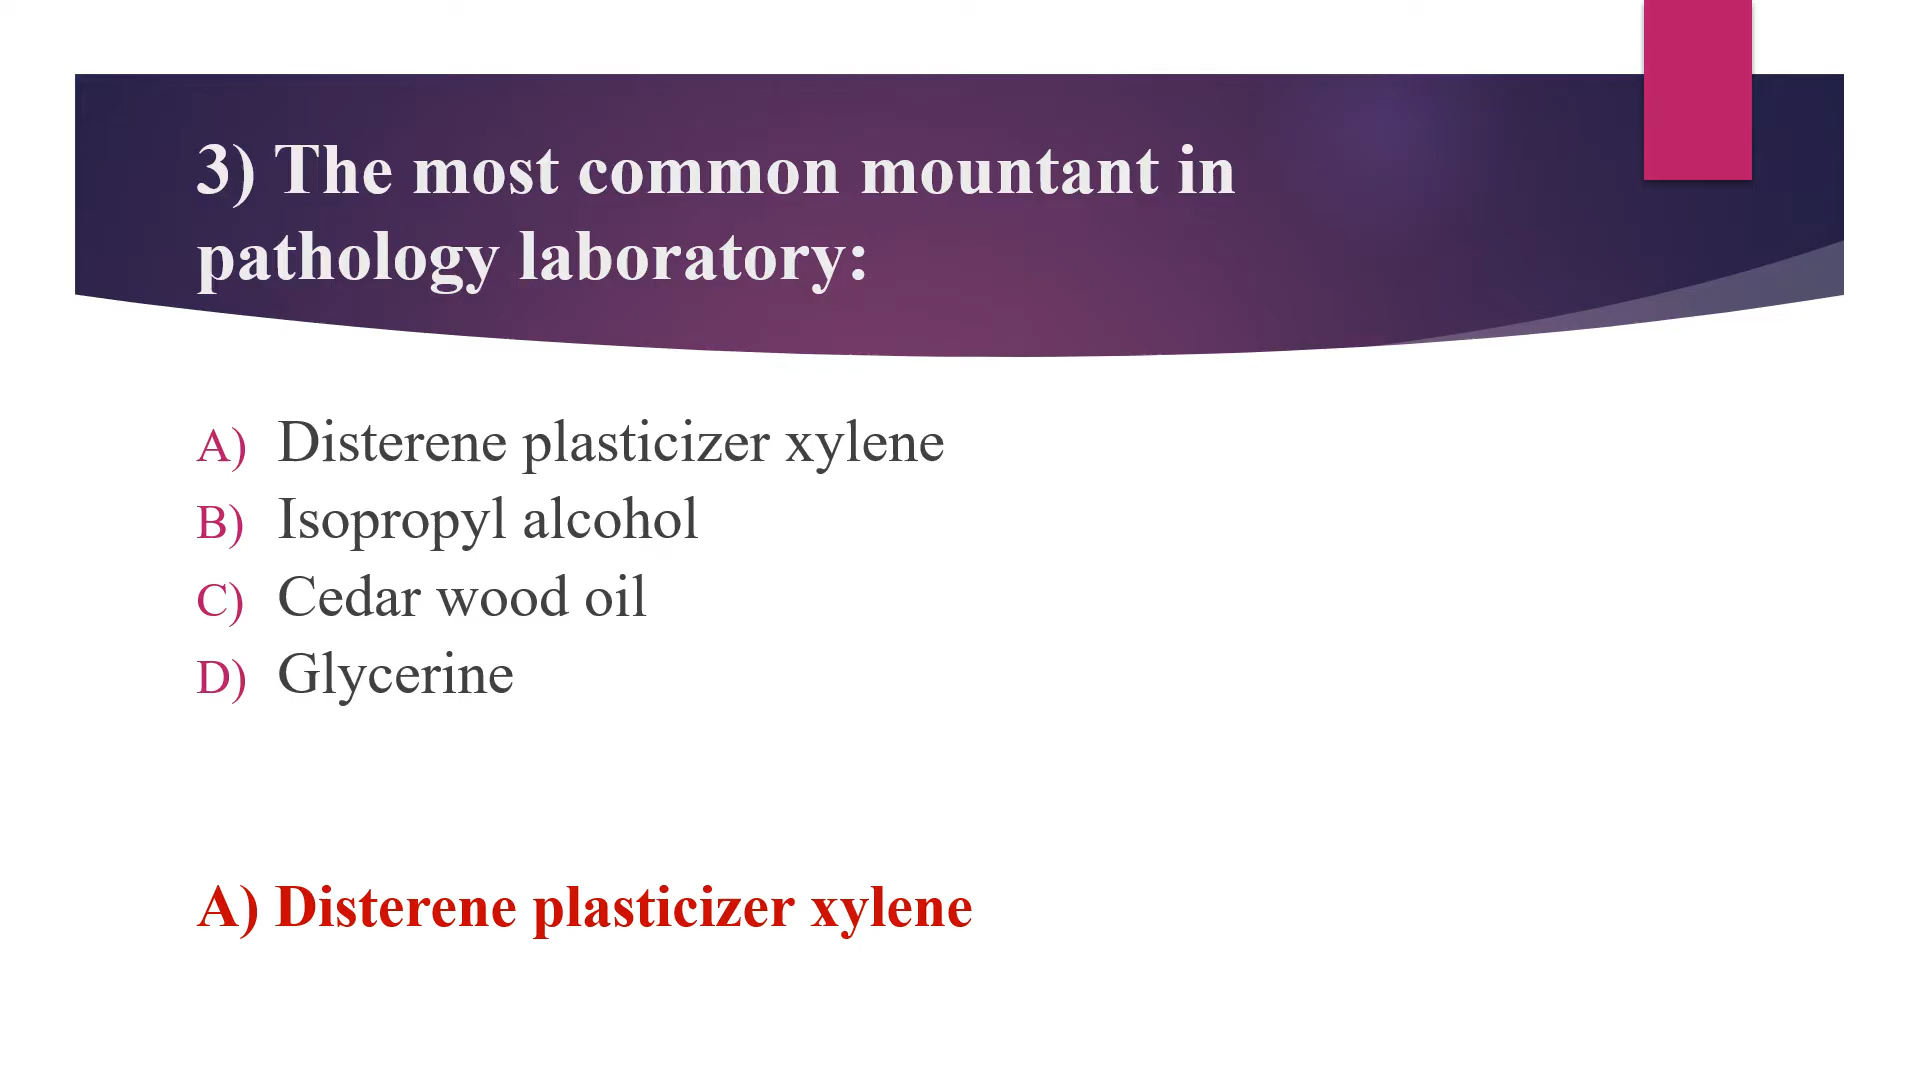 3) The most common mountant in
pathology laboratory:
A) Disterene plasticizer xylene
B) Isopropyl alcohol
C) Cedar wood oil
D) Glycerine
A) Disterene plasticizer xylene